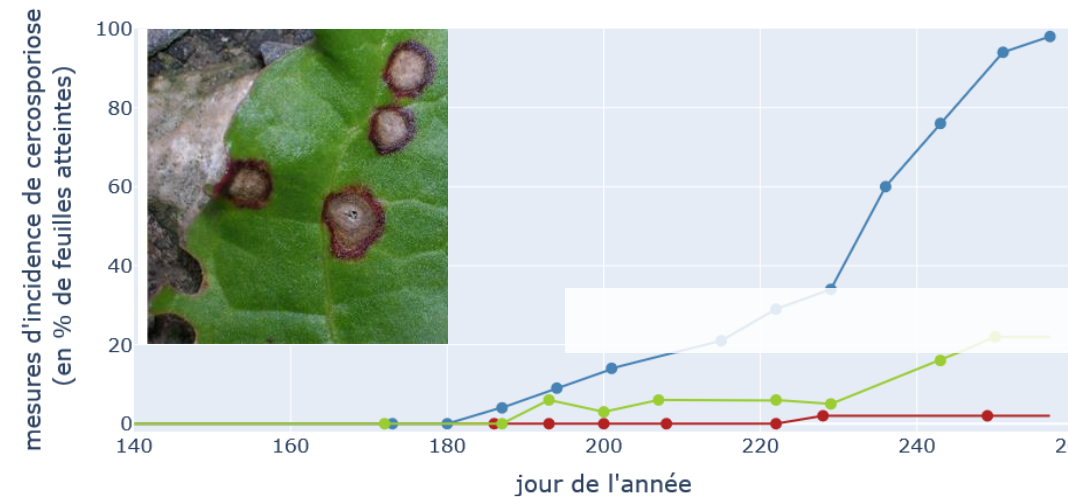 mesures d'incidence de cercosporiose
(en % de feuilles atteintes)
100
80
60
40
20
0
140 160 180 200 220 240
jour de l'année